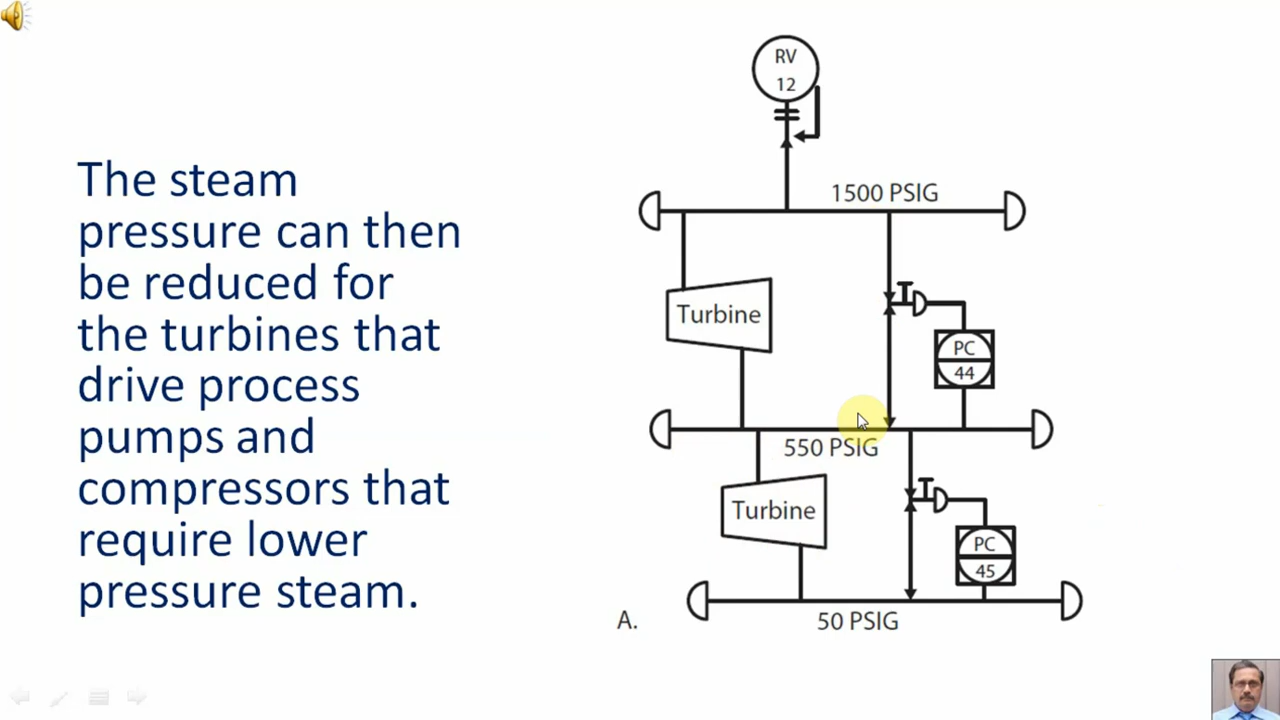 The steam
pressure can then
be reduced for
the turbines that
drive process
pumps and
compressors that
require lower
pressure steam.
RV
12
1500 PSIG
Turbine
T
PC
44
550 PSIG
Turbine
T
PC
45
A.
50 PSIG